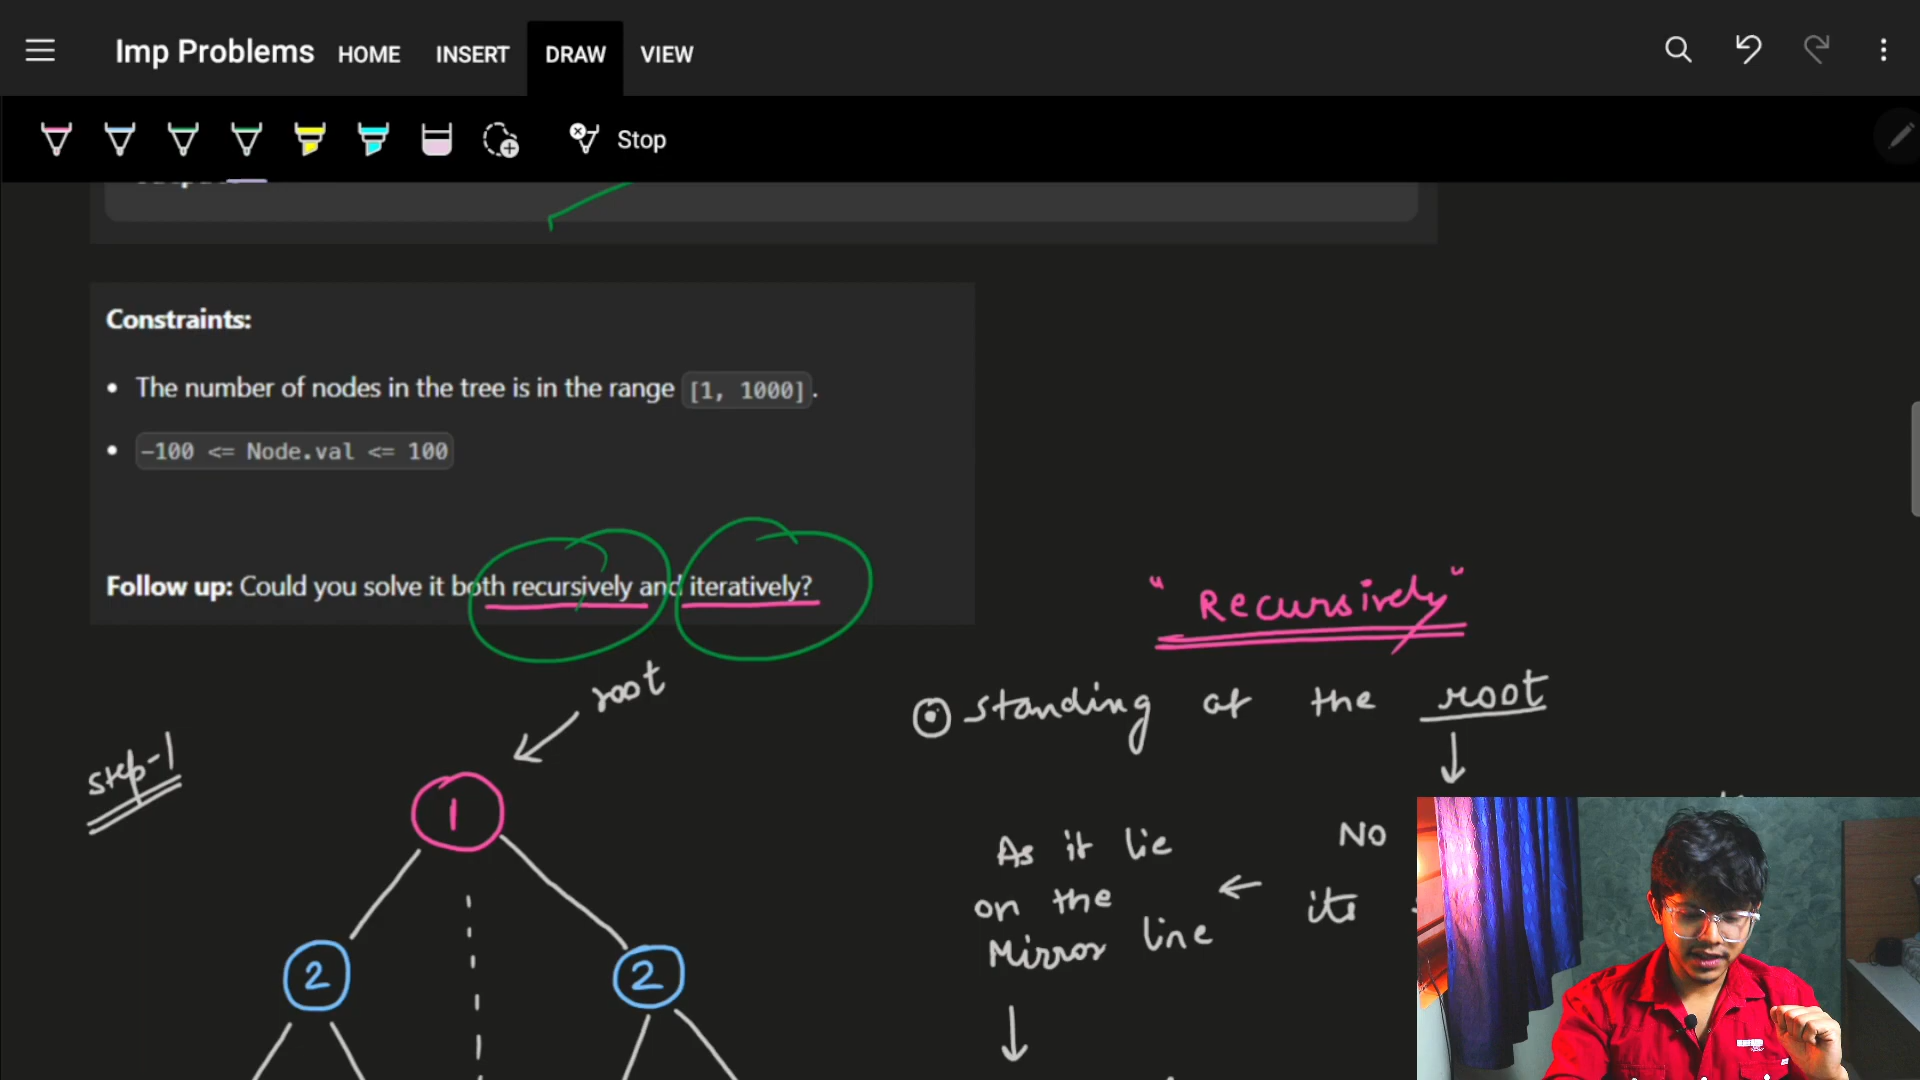 Imp Problems HOME INSERT DRAW VIEW
Stop
Constraints:
• The number of nodes in the tree is in the range [1, 1000].
• -100 <= Node.val <= 100
Follow up: Could you solve it both recursively and iteratively?
"Recursively"
root
standing at the root
step-1
1
As it lie
on the
Mirror line
No
its
2
2